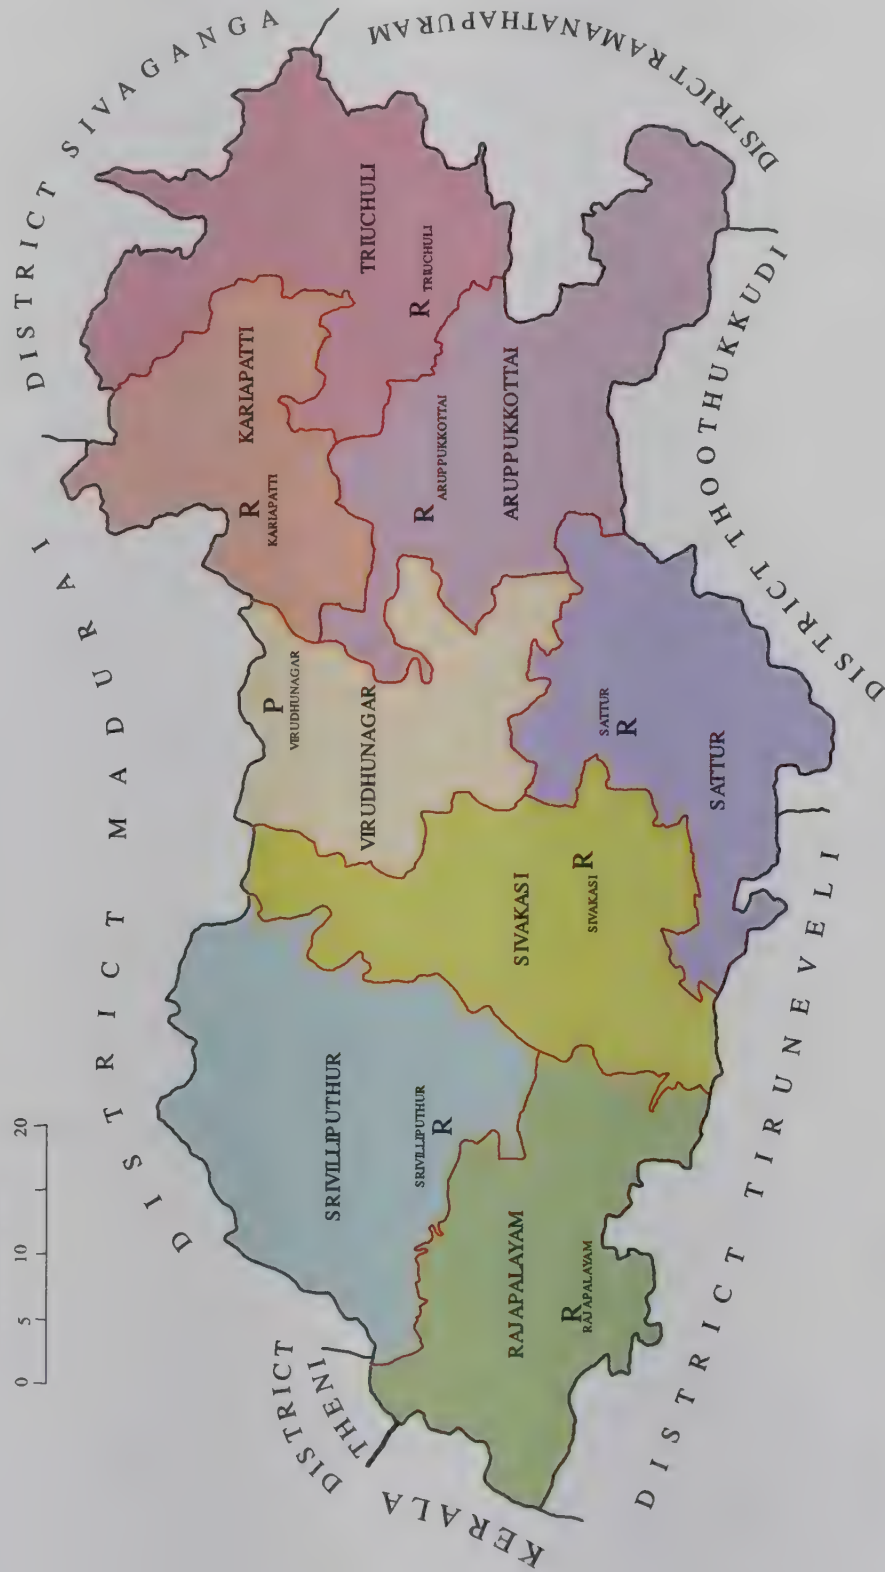 0 5 10 20
DISTRICT MADURAI
DISTRICT SIVAGANGA
DISTRICT RAMANATHAPURAM
DISTRICT THOOTHUKKUDI
DISTRICT TIRUNEVELI
KERALA
DISTRICT
THENI
SRIVILLIPUTHUR
SRIVILLIPUTHUR
R
RAJAPALAYAM
R
RAJAPALAYAM
SIVAKASI
SIVAKASI R
P
VIRUDHUNAGAR
VIRUDHUNAGAR
SATTUR
R
SATTUR
KARIAPATTI
R
KARIAPATTI
R
ARUPPUKKOTTAI
ARUPPUKKOTTAI
TRIUCHULI
R TRIUCHULI